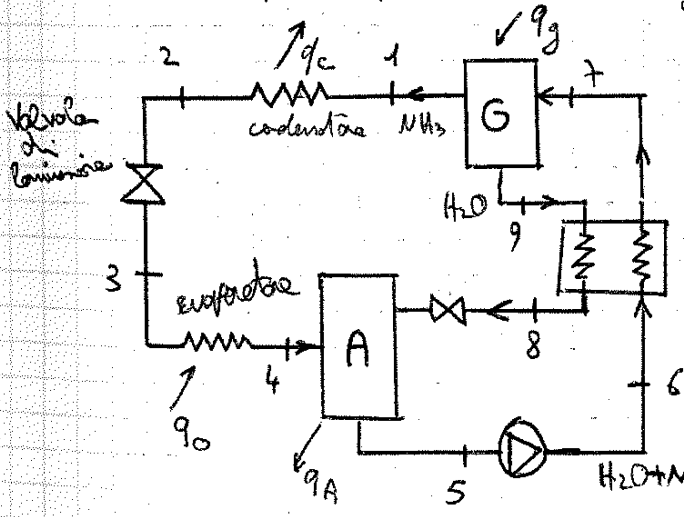 2
qc
1
qg
7
G
NH3
condensatore
Valvola
di
laminazione
H2O
9
3
evaporatore
A
8
4
6
q0
qA
5
H2O+N